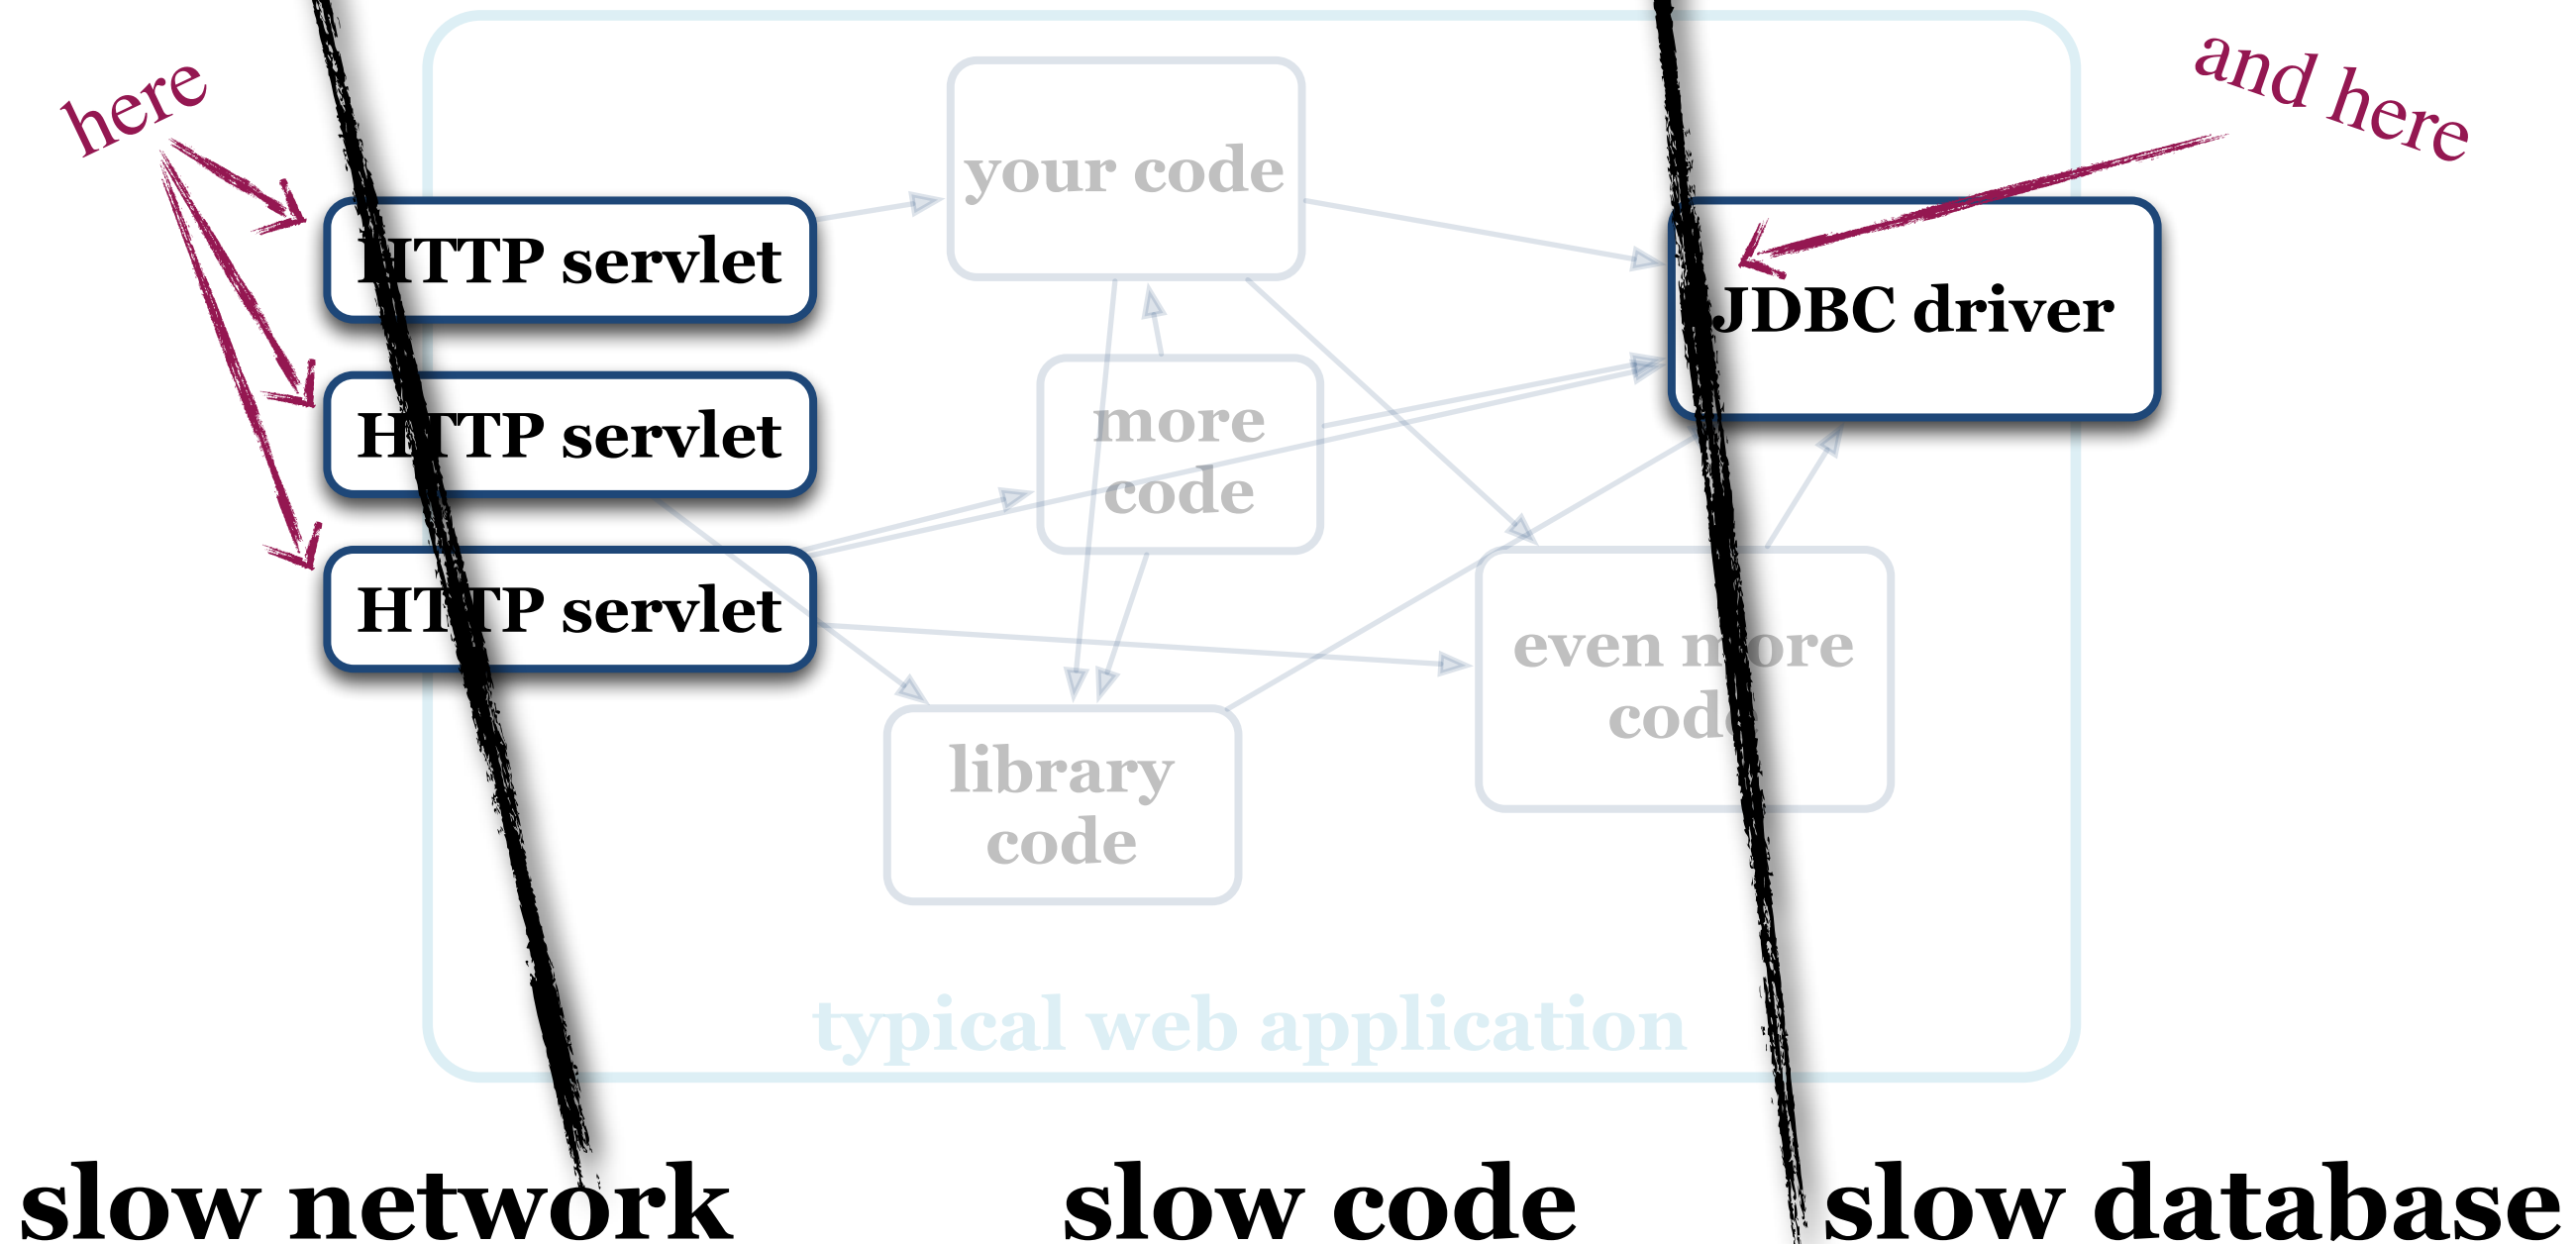 here
and here
your code
HTTP servlet
JDBC driver
more
code
HTTP servlet
HTTP servlet
even more
code
library
code
typical web application
slow network
slow code
slow database